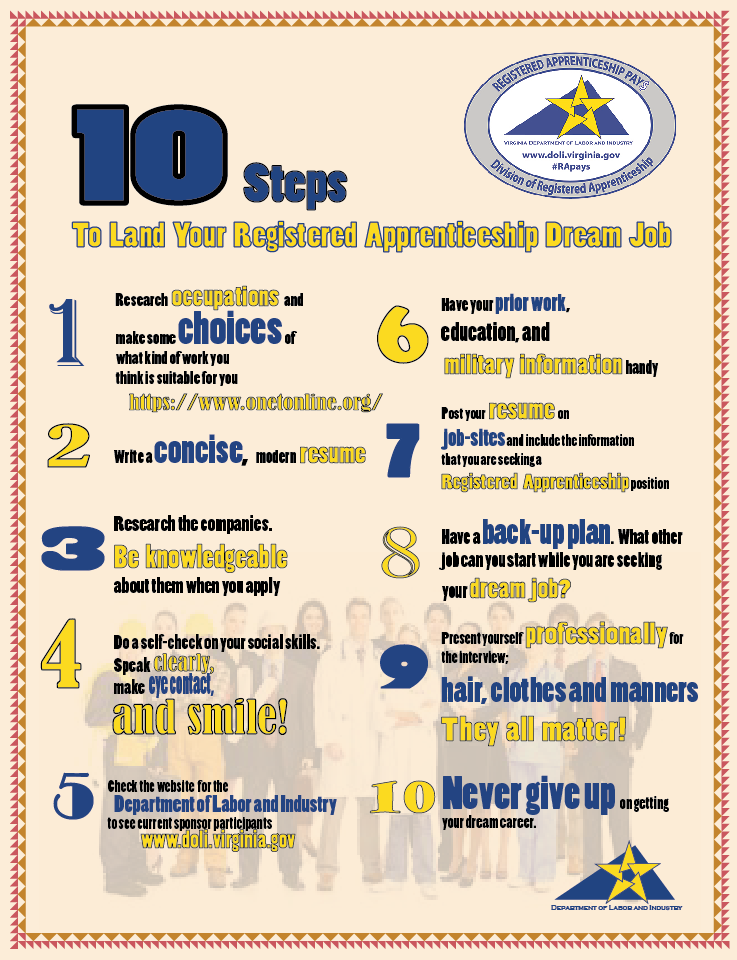 REGISTERED APPRENTICESHIP PAYS
VIRGINIA DEPARTMENT OF LABOR AND INDUSTRY
www.doli.virginia.gov
#RApays
Division of Registered Apprenticeship
10 Steps
To Land Your Registered Apprenticeship Dream Job
1
Research occupations and
make some choices of
what kind of work you
think is suitable for you
https://www.onetonline.org/
2
Write a concise, modern resume
3
Research the companies.
Be knowledgeable
about them when you apply
4
Do a self-check on your social skills.
Speak clearly,
make eye contact,
and smile!
5
Check the website for the
Department of Labor and Industry
to see current sponsor participants
www.doli.virginia.gov
6
Have your prior work,
education, and
military information handy
7
Post your resume on
job-sites and include the information
that you are seeking a
Registered Apprenticeship position
8
Have a back-up plan. What other
job can you start while you are seeking
your dream job?
9
Present yourself professionally for
the interview;
hair, clothes and manners
They all matter!
10
Never give up on getting
your dream career.
DEPARTMENT OF LABOR AND INDUSTRY